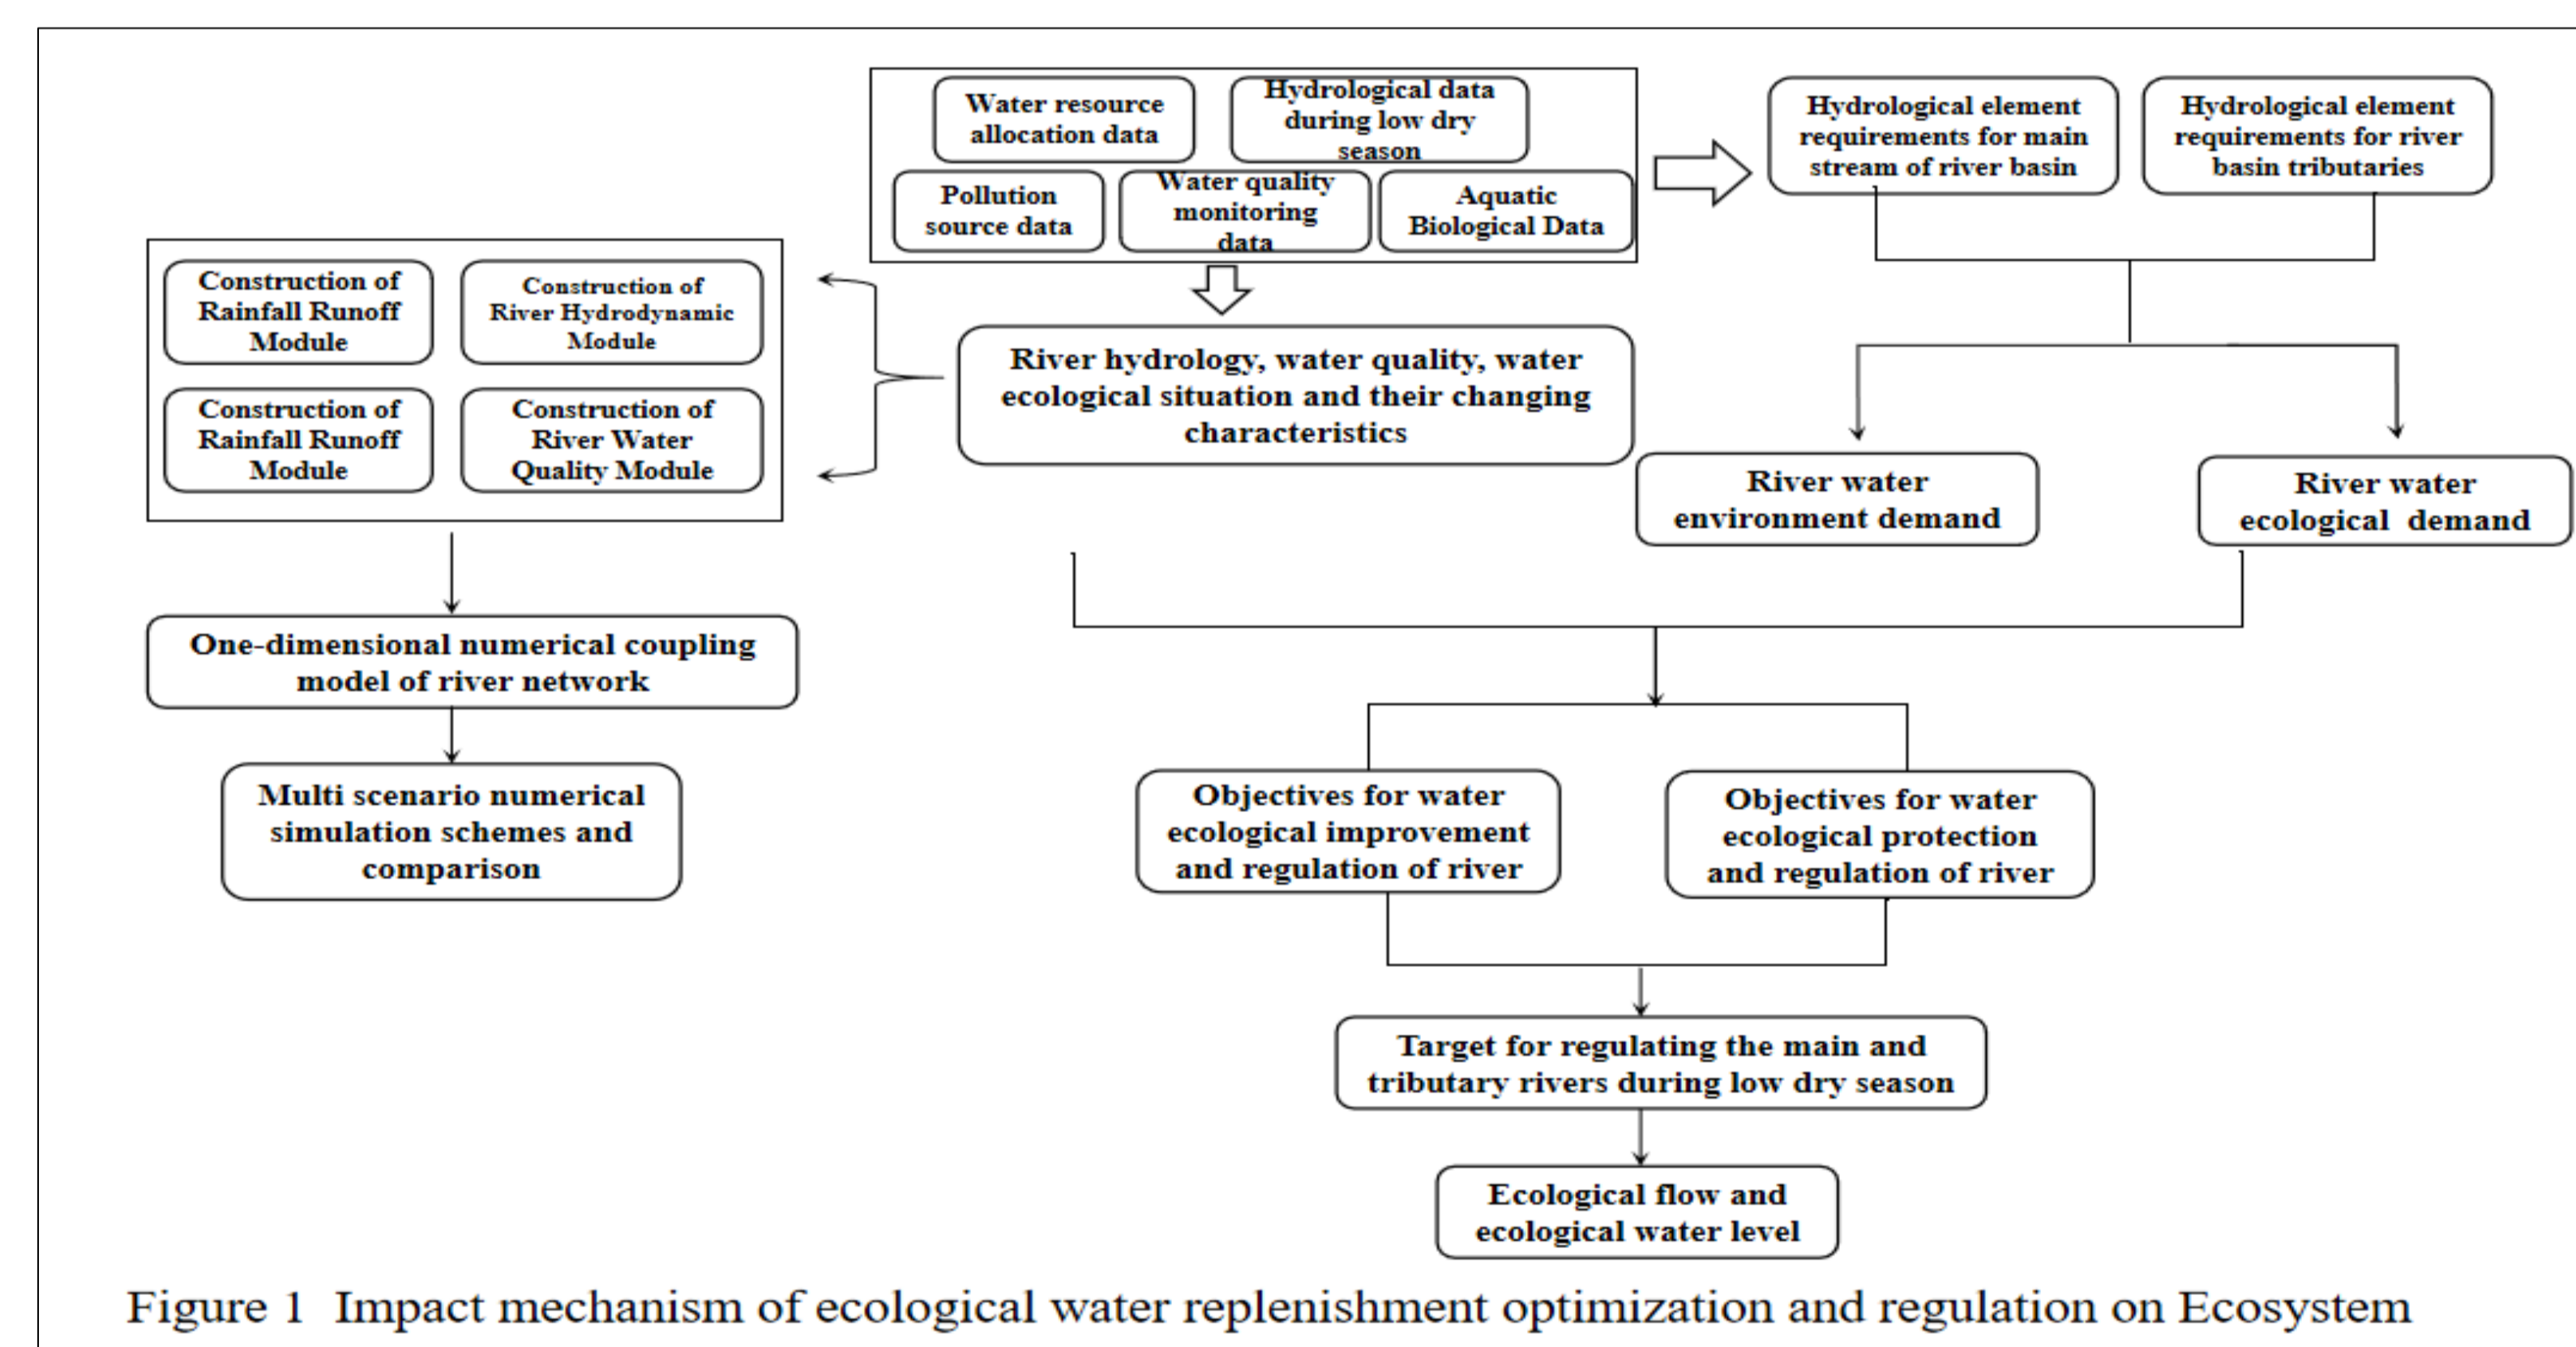 Water resource
allocation data
Hydrological data
during low dry
season
Pollution
source data
Water quality
monitoring
data
Aquatic
Biological Data
Hydrological element
requirements for main
stream of river basin
Hydrological element
requirements for river
basin tributaries
Construction of
Rainfall Runoff
Module
Construction of
River Hydrodynamic
Module
Construction of
Rainfall Runoff
Module
Construction of
River Water
Quality Module
River hydrology, water quality, water
ecological situation and their changing
characteristics
River water
environment demand
River water
ecological demand
One-dimensional numerical coupling
model of river network
Multi scenario numerical
simulation schemes and
comparison
Objectives for water
ecological improvement
and regulation of river
Objectives for water
ecological protection
and regulation of river
Target for regulating the main and
tributary rivers during low dry season
Ecological flow and
ecological water level
Figure 1 Impact mechanism of ecological water replenishment optimization and regulation on Ecosystem